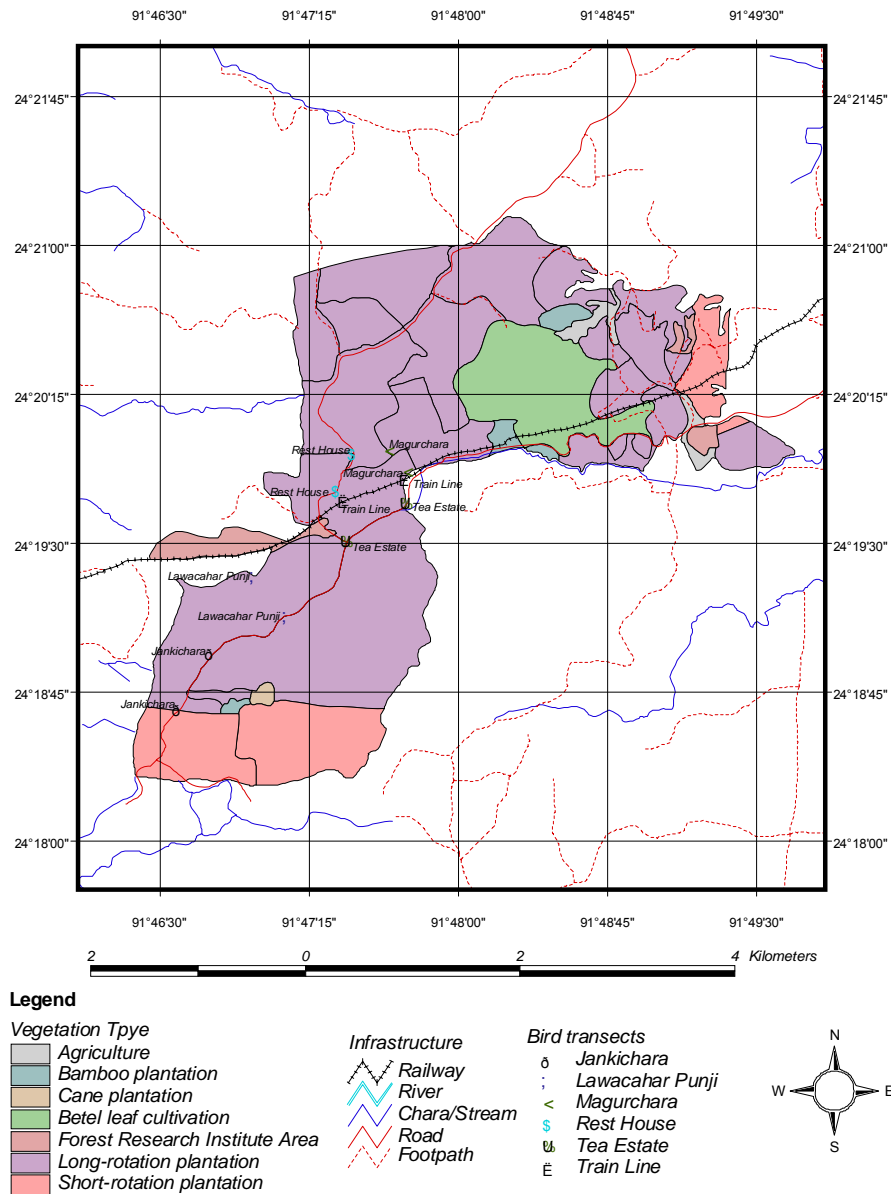 91°46'30" 91°47'15" 91°48'00" 91°48'45" 91°49'30"
24°21'45" 24°21'45"
24°21'00" 24°21'00"
24°20'15" 24°20'15"
Magurchara
Rest House
Magurchara
Train Line
Rest House
Tea Estate
Train Line
24°19'30" 24°19'30"
Tea Estate
Lawacahar Punji
Lawacahar Punji
Jankichara
24°18'45" 24°18'45"
Jankichara
24°18'00" 24°18'00"
91°46'30" 91°47'15" 91°48'00" 91°48'45" 91°49'30"
2 0 2 4 Kilometers
Legend
Vegetation Tpye
Agriculture
Bamboo plantation
Cane plantation
Betel leaf cultivation
Forest Research Institute Area
Long-rotation plantation
Short-rotation plantation
Infrastructure
Railway
River
Chara/Stream
Road
Footpath
Bird transects
ð Jankichara
; Lawacahar Punji
< Magurchara
$ Rest House
Tea Estate
Ë Train Line
N
W E
S